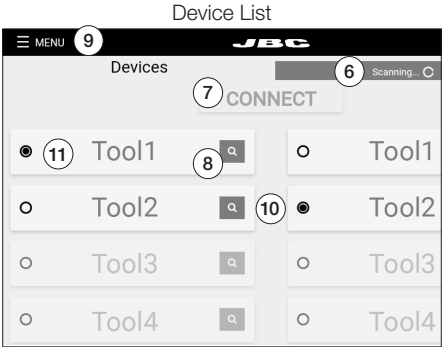 Device List
MENU 9 JBC
Devices 6 Scanning...
7 CONNECT
11 Tool1 8 Tool1
Tool2 10 Tool2
Tool3 Tool3
Tool4 Tool4